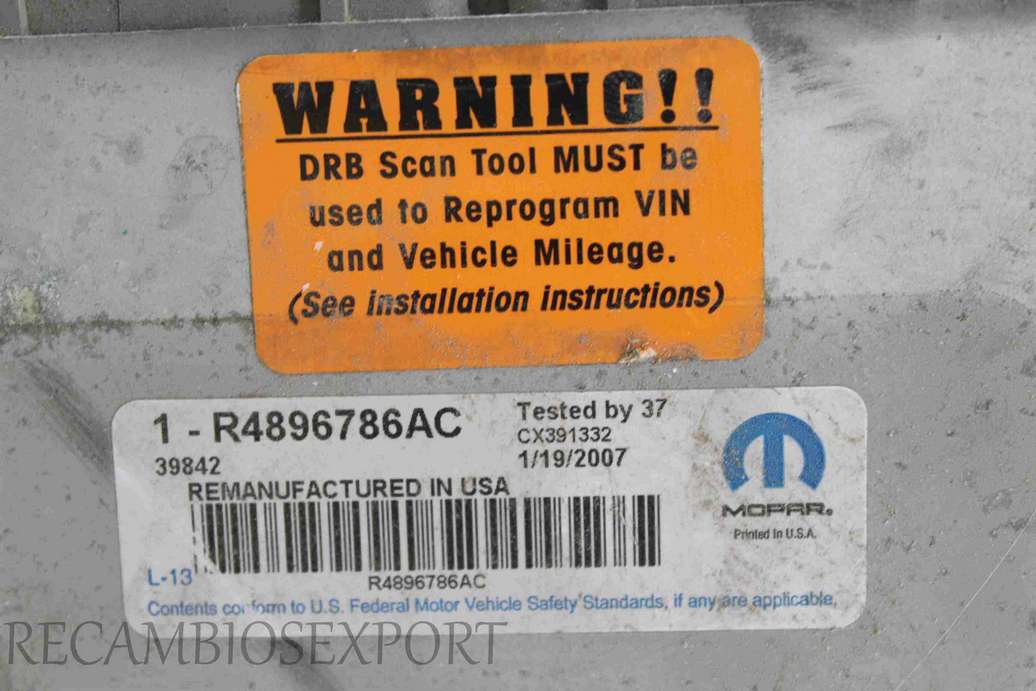 WARNING!!
DRB Scan Tool MUST be
used to Reprogram VIN
and Vehicle Mileage.
(See installation instructions)
1 - R4896786AC
39842
Tested by 37
CX391332
1/19/2007
REMANUFACTURED IN USA
R4896786AC
L-13
MOPAR®
Printed in U.S.A.
Contents conform to U.S. Federal Motor Vehicle Safety Standards, if any are applicable.
RECAMBIOSEXPORT